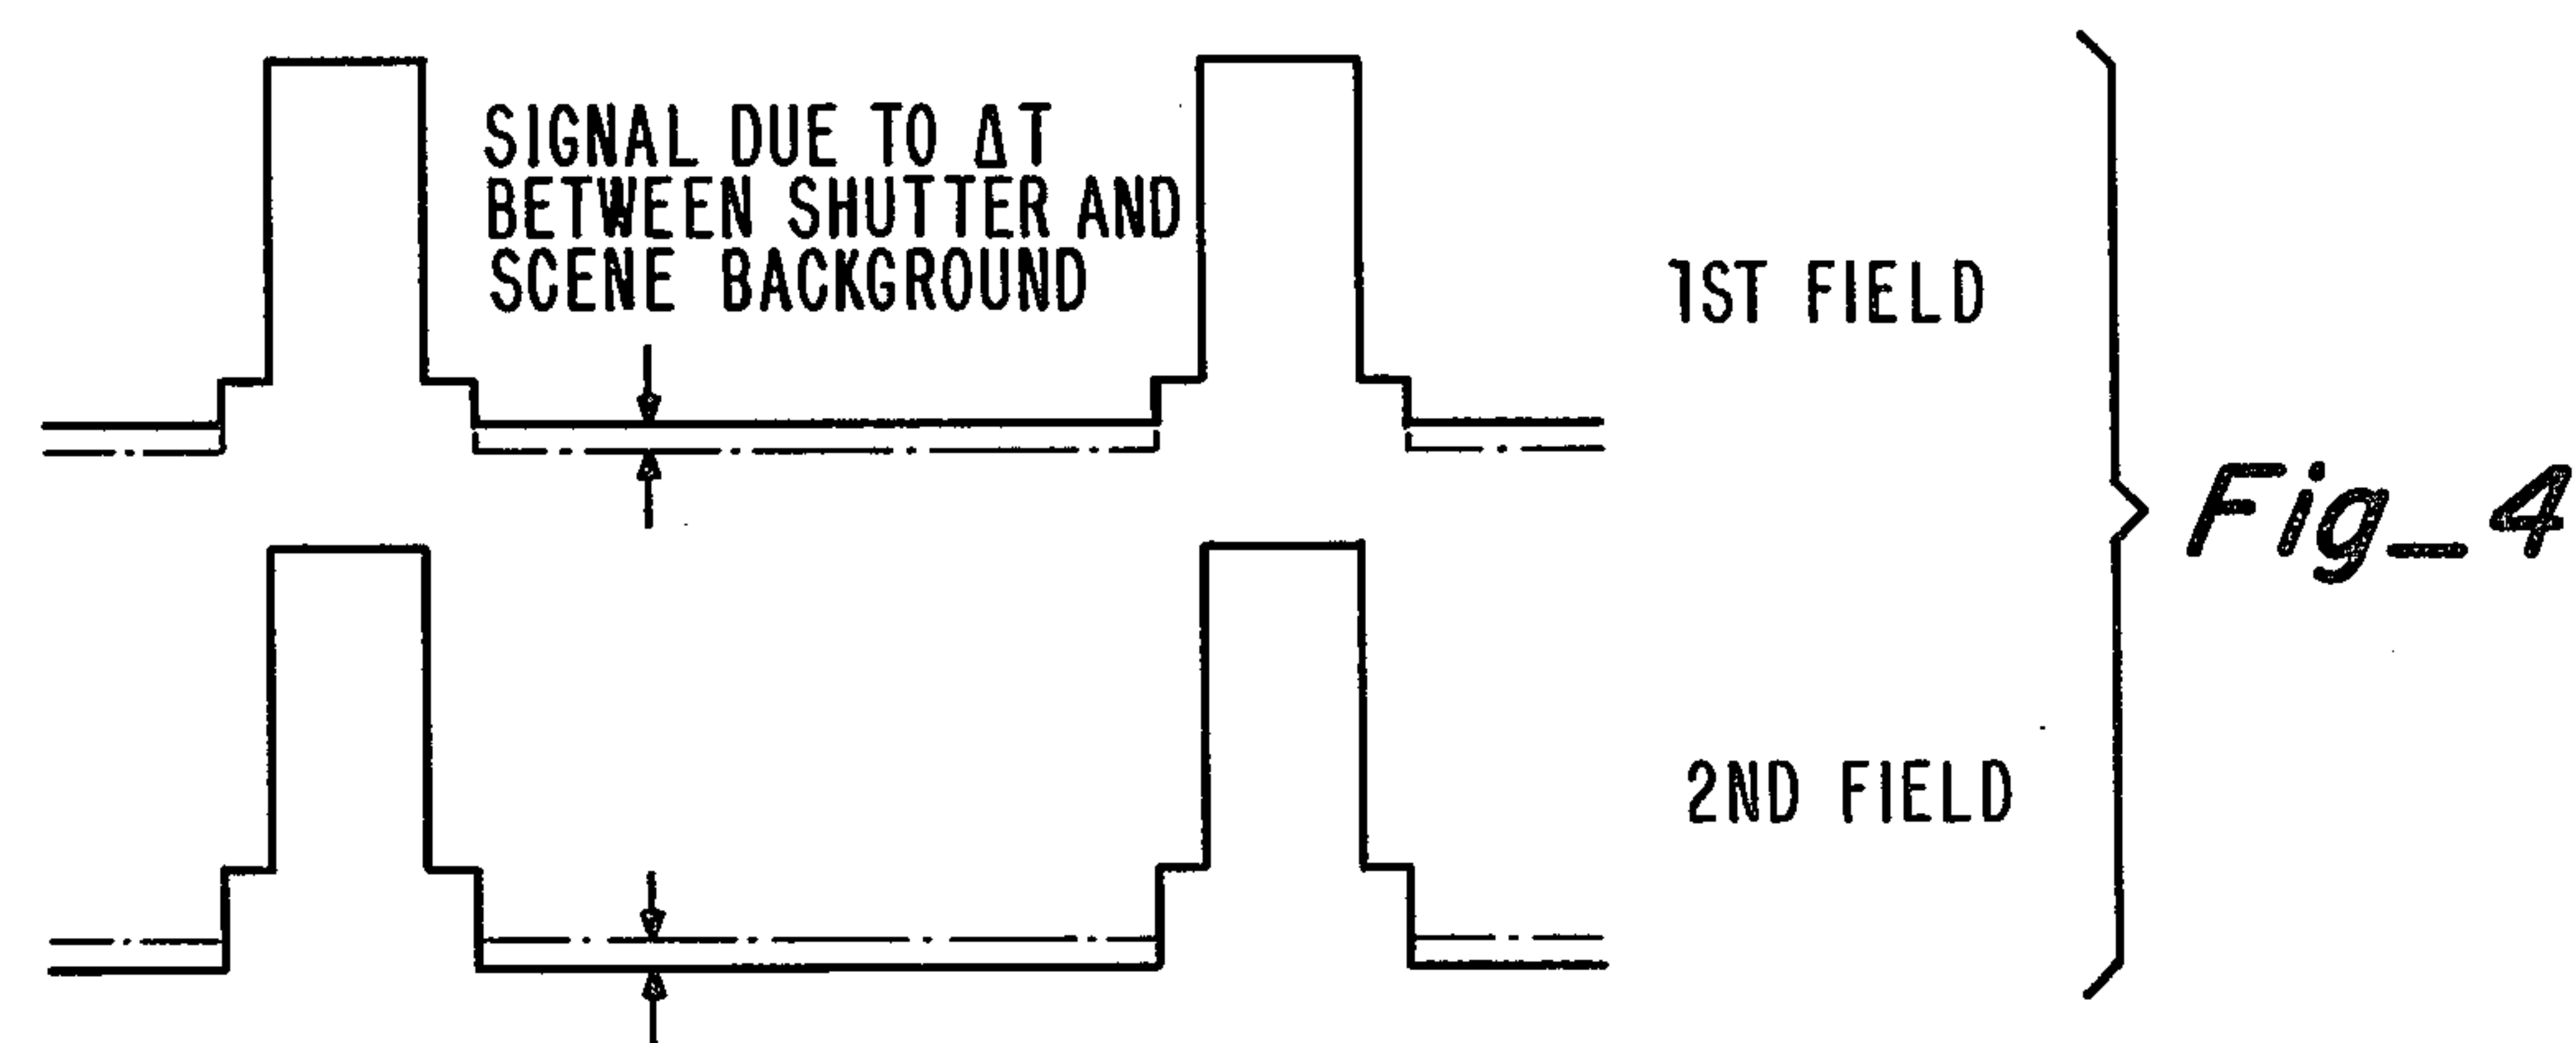 SIGNAL DUE TO ΔT
BETWEEN SHUTTER AND
SCENE BACKGROUND
1ST FIELD
2ND FIELD
Fig_4